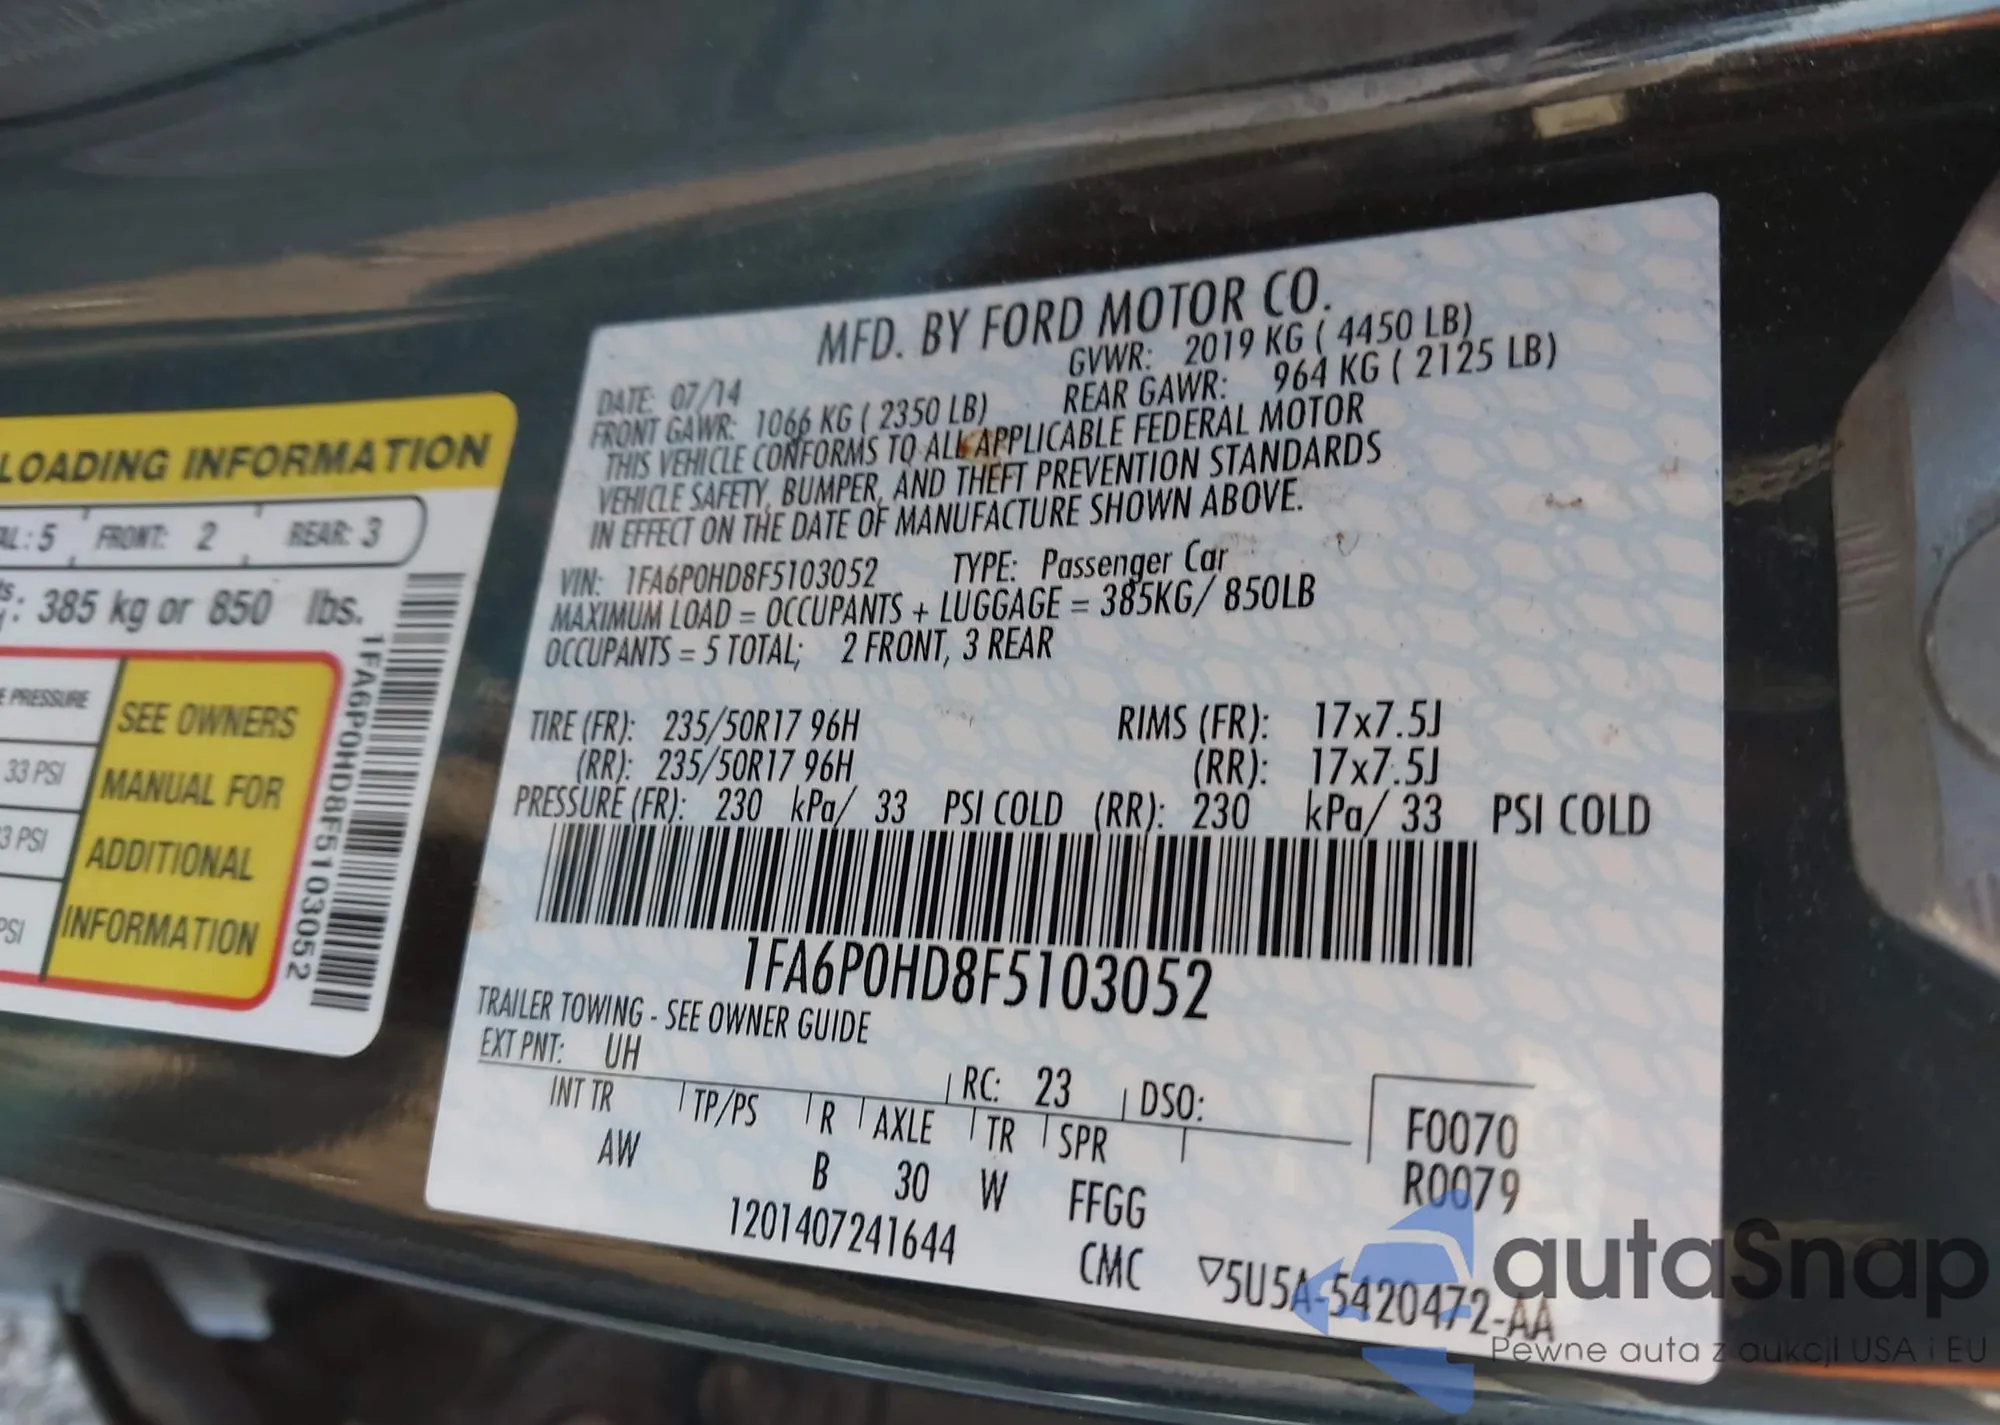 LOADING INFORMATION
AL: 5 FRONT: 2 REAR: 3
385 kg or 850 lbs.
E PRESSURE
33 PSI
3 PSI
PSI
SEE OWNERS
MANUAL FOR
ADDITIONAL
INFORMATION
1FA6P0HD8F5103052
MFD. BY FORD MOTOR CO.
DATE: 07/14 GVWR: 2019 KG ( 4450 LB)
FRONT GAWR: 1066 KG ( 2350 LB) REAR GAWR: 964 KG ( 2125 LB)
THIS VEHICLE CONFORMS TO ALL APPLICABLE FEDERAL MOTOR
VEHICLE SAFETY, BUMPER, AND THEFT PREVENTION STANDARDS
IN EFFECT ON THE DATE OF MANUFACTURE SHOWN ABOVE.
VIN: 1FA6P0HD8F5103052 TYPE: Passenger Car
MAXIMUM LOAD = OCCUPANTS + LUGGAGE = 385KG/ 850LB
OCCUPANTS = 5 TOTAL; 2 FRONT, 3 REAR
TIRE (FR): 235/50R17 96H RIMS (FR): 17x7.5J
(RR): 235/50R17 96H (RR): 17x7.5J
PRESSURE (FR): 230 kPa/ 33 PSI COLD (RR): 230 kPa/ 33 PSI COLD
1FA6P0HD8F5103052
TRAILER TOWING - SEE OWNER GUIDE
EXT PNT: UH RC: 23 DSO:
INT TR TP/PS R AXLE TR SPR
AW B 30 W FFGG
F0070
R0079
1201407241644 CMC ▽5U5A-5420472-AA
autaSnap
Pewne auta z aukcji USA i EU